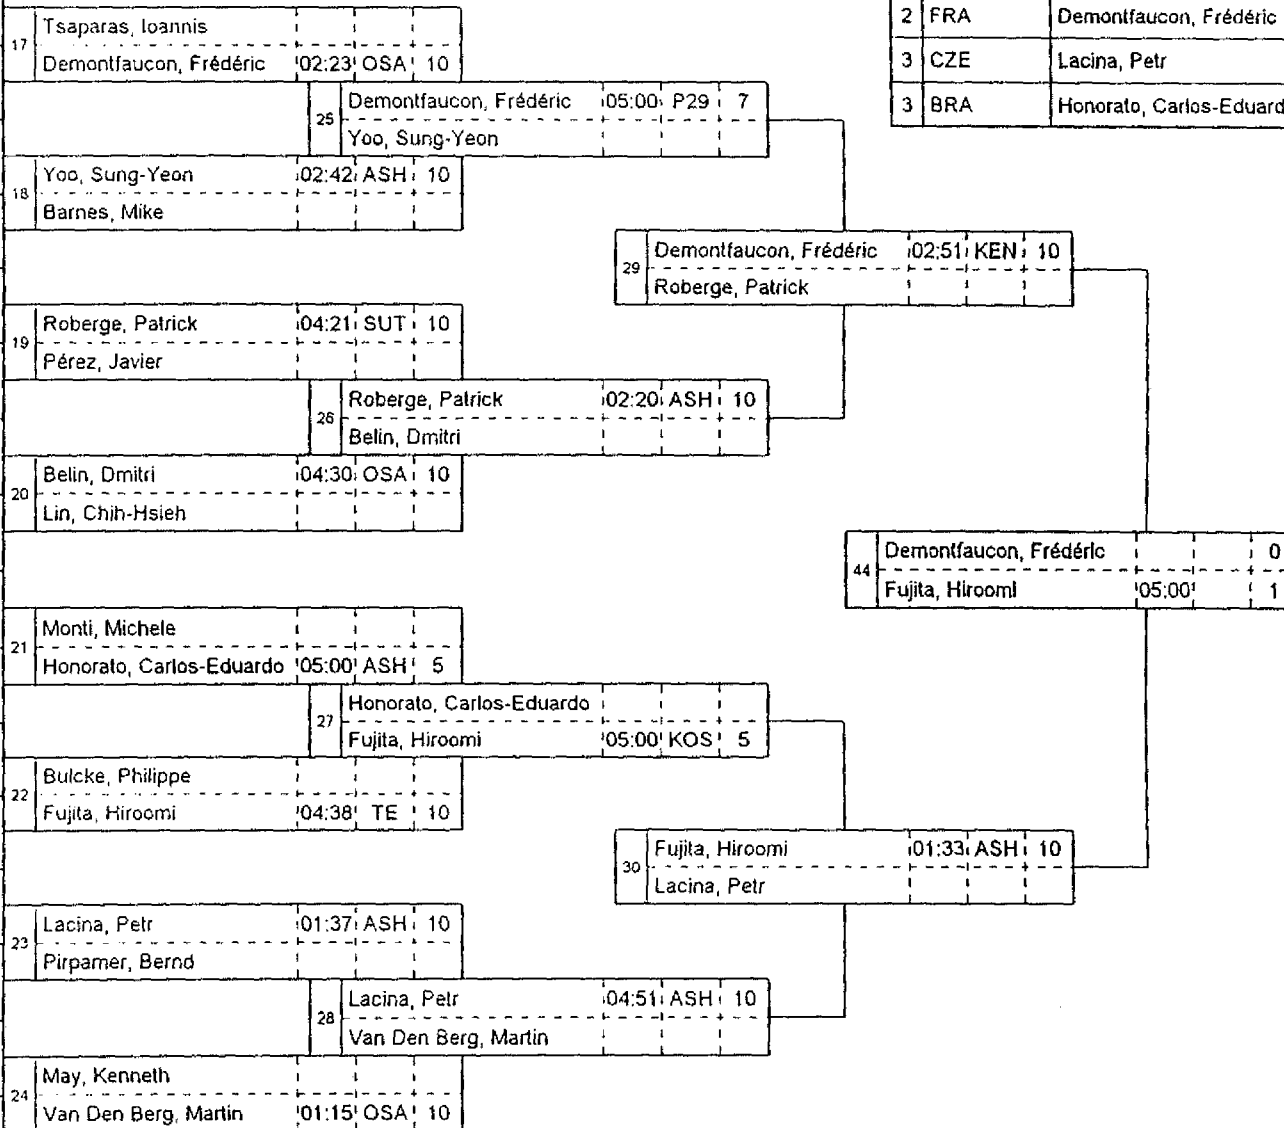 2 FRA Demontfaucon, Frédéric
3 CZE Lacina, Petr
3 BRA Honorato, Carlos-Eduard
17
Tsaparas, Ioannis
Demontfaucon, Frédéric 02:23 OSA 10
25
Demontfaucon, Frédéric 05:00 P29 7
Yoo, Sung-Yeon
18
Yoo, Sung-Yeon 02:42 ASH 10
Barnes, Mike
29
Demontfaucon, Frédéric 02:51 KEN 10
Roberge, Patrick
19
Roberge, Patrick 04:21 SUT 10
Pérez, Javier
26
Roberge, Patrick 02:20 ASH 10
Belin, Dmitri
20
Belin, Dmitri 04:30 OSA 10
Lin, Chih-Hsieh
44
Demontfaucon, Frédéric 0
Fujita, Hiroomi 05:00 1
21
Monti, Michele
Honorato, Carlos-Eduardo 05:00 ASH 5
27
Honorato, Carlos-Eduardo
Fujita, Hiroomi 05:00 KOS 5
22
Bulcke, Philippe
Fujita, Hiroomi 04:38 TE 10
30
Fujita, Hiroomi 01:33 ASH 10
Lacina, Petr
23
Lacina, Petr 01:37 ASH 10
Pirpamer, Bernd
28
Lacina, Petr 04:51 ASH 10
Van Den Berg, Martin
24
May, Kenneth
Van Den Berg, Martin 01:15 OSA 10